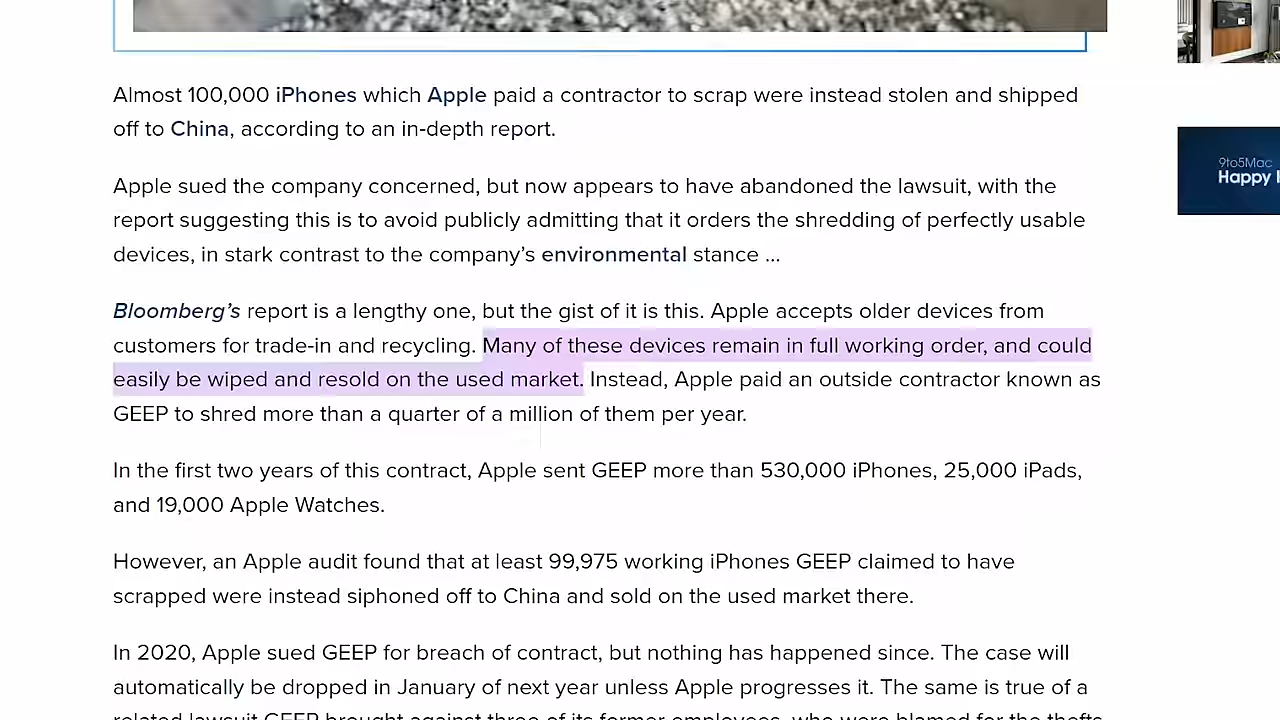 Almost 100,000 iPhones which Apple paid a contractor to scrap were instead stolen and shipped
off to China, according to an in-depth report.
Apple sued the company concerned, but now appears to have abandoned the lawsuit, with the
report suggesting this is to avoid publicly admitting that it orders the shredding of perfectly usable
devices, in stark contrast to the company’s environmental stance …
Bloomberg’s report is a lengthy one, but the gist of it is this. Apple accepts older devices from
customers for trade-in and recycling. Many of these devices remain in full working order, and could
easily be wiped and resold on the used market. Instead, Apple paid an outside contractor known as
GEEP to shred more than a quarter of a million of them per year.
In the first two years of this contract, Apple sent GEEP more than 530,000 iPhones, 25,000 iPads,
and 19,000 Apple Watches.
However, an Apple audit found that at least 99,975 working iPhones GEEP claimed to have
scrapped were instead siphoned off to China and sold on the used market there.
In 2020, Apple sued GEEP for breach of contract, but nothing has happened since. The case will
automatically be dropped in January of next year unless Apple progresses it. The same is true of a
related lawsuit GEEP brought against three of its former employees, who were blamed for the thefts
9to5Mac
Happy